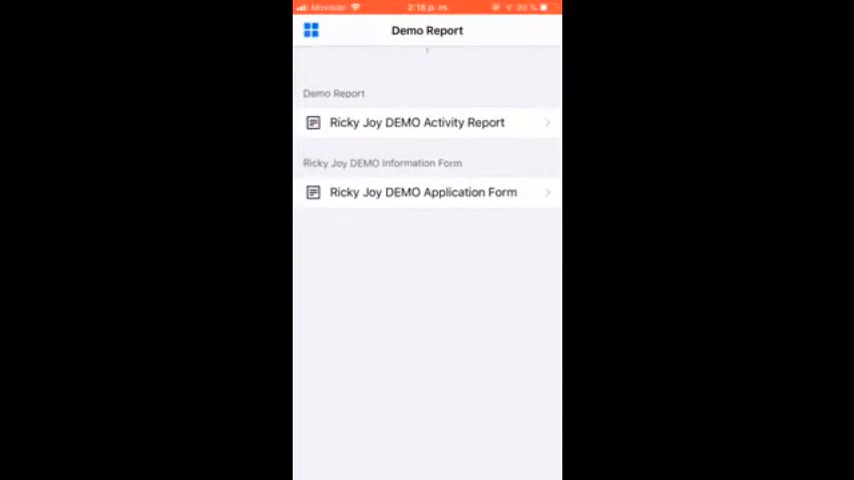 Movistar 2:18 p. m. 30 %
Demo Report
Demo Report
Ricky Joy DEMO Activity Report
Ricky Joy DEMO Information Form
Ricky Joy DEMO Application Form